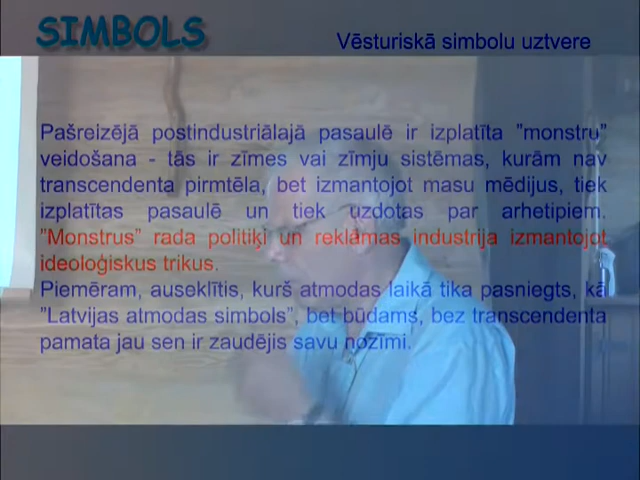 SIMBOLS
Vēsturiskā simbolu uztvere
Pašreizējā postindustriālajā pasaulē ir izplatīta "monstru"
veidošana - tās ir zīmes vai zīmju sistēmas, kurām nav
transcendenta pirmtēla, bet izmantojot masu mēdijus, tiek
izplatītas pasaulē un tiek uzdotas par arhetipiem.
"Monstrus" rada politiķi un reklāmas industrija izmantojot
ideoloģiskus trikus.
Piemēram, auseklītis, kurš atmodas laikā tika pasniegts, kā
"Latvijas atmodas simbols", bet būdams, bez transcendenta
pamata jau sen ir zaudējis savu nozīmi.